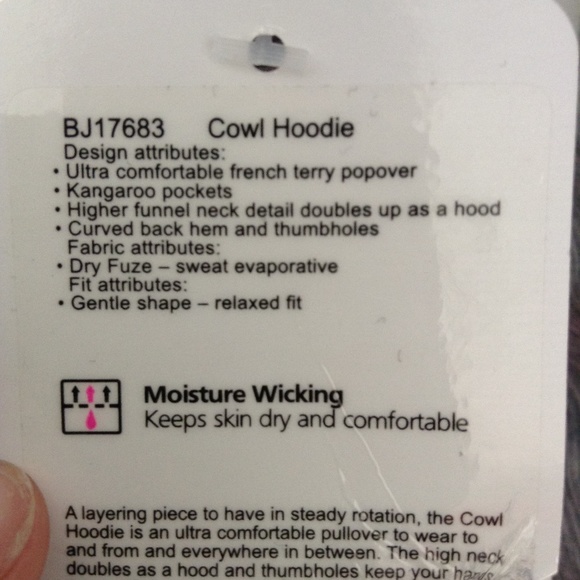 BJ17683 Cowl Hoodie
Design attributes:
• Ultra comfortable french terry popover
• Kangaroo pockets
• Higher funnel neck detail doubles up as a hood
• Curved back hem and thumbholes
Fabric attributes:
• Dry Fuze – sweat evaporative
Fit attributes:
• Gentle shape – relaxed fit
Moisture Wicking
Keeps skin dry and comfortable
A layering piece to have in steady rotation, the Cowl
Hoodie is an ultra comfortable pullover to wear to
and from and everywhere in between. The high neck
doubles as a hood and thumbholes keep your hands